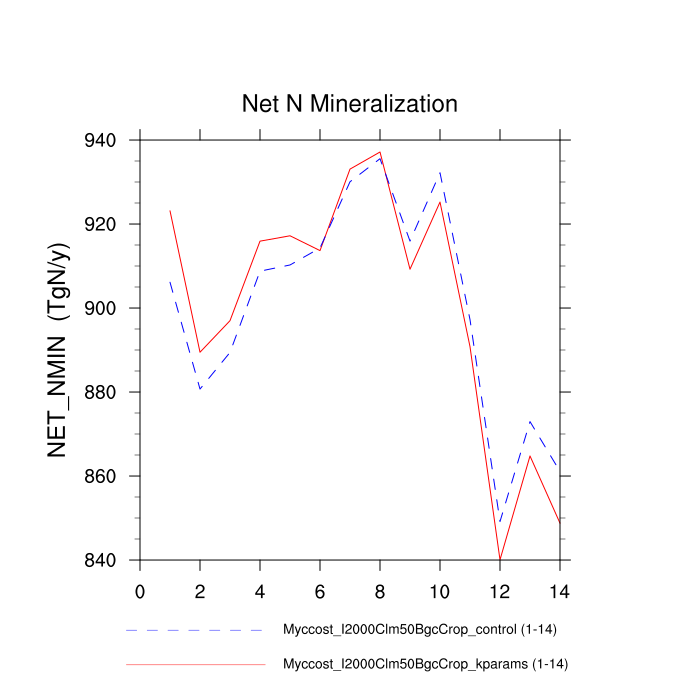 Net N Mineralization
NET_NMIN (TgN/y)
940
920
900
880
860
840
0 2 4 6 8 10 12 14
Myccost_I2000Clm50BgcCrop_control (1-14)
Myccost_I2000Clm50BgcCrop_kparams (1-14)